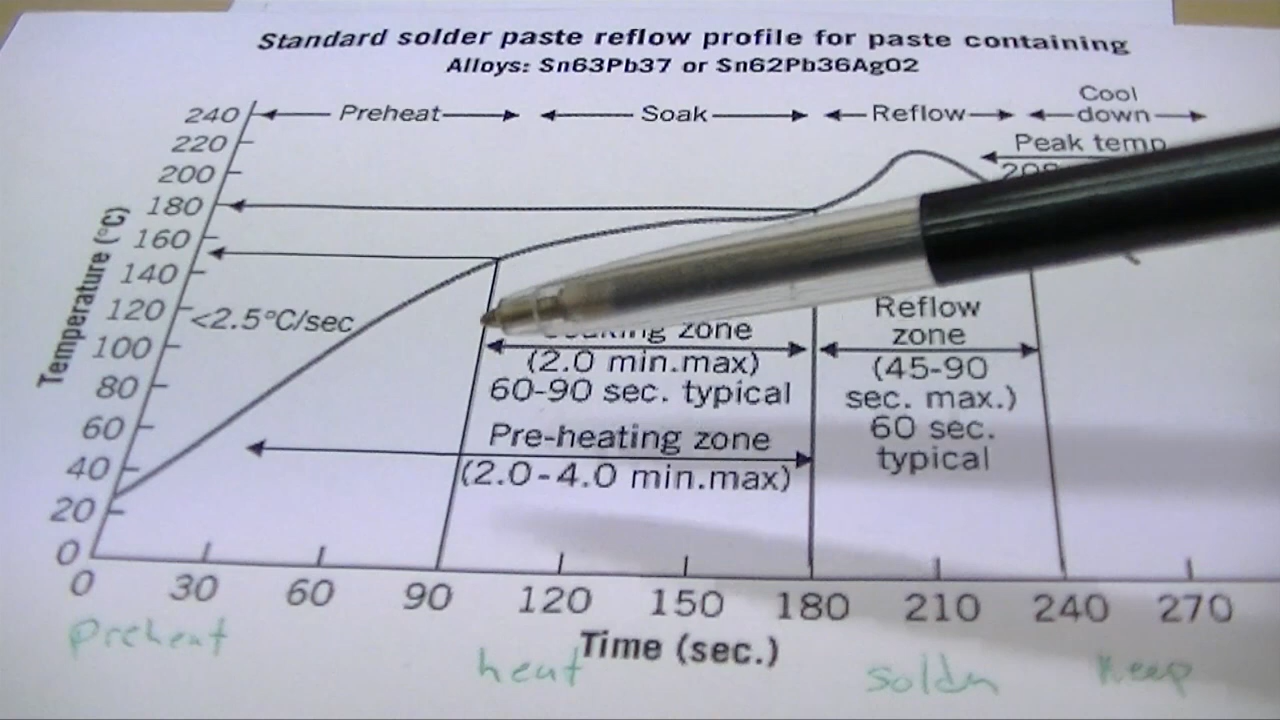 Standard solder paste reflow profile for paste containing
Alloys: Sn63Pb37 or Sn62Pb36Ag02
Preheat Soak Reflow Cool down
Peak temp
240
220
200
180
160
140
120
100
80
60
40
20
0
Temperature (°C)
<2.5°C/sec
zone
(2.0 min.max)
60-90 sec. typical
Pre-heating zone
(2.0-4.0 min.max)
Reflow
zone
(45-90
sec. max.)
60 sec.
typical
0 30 60 90 120 150 180 210 240 270
Time (sec.)
preheat heat keep